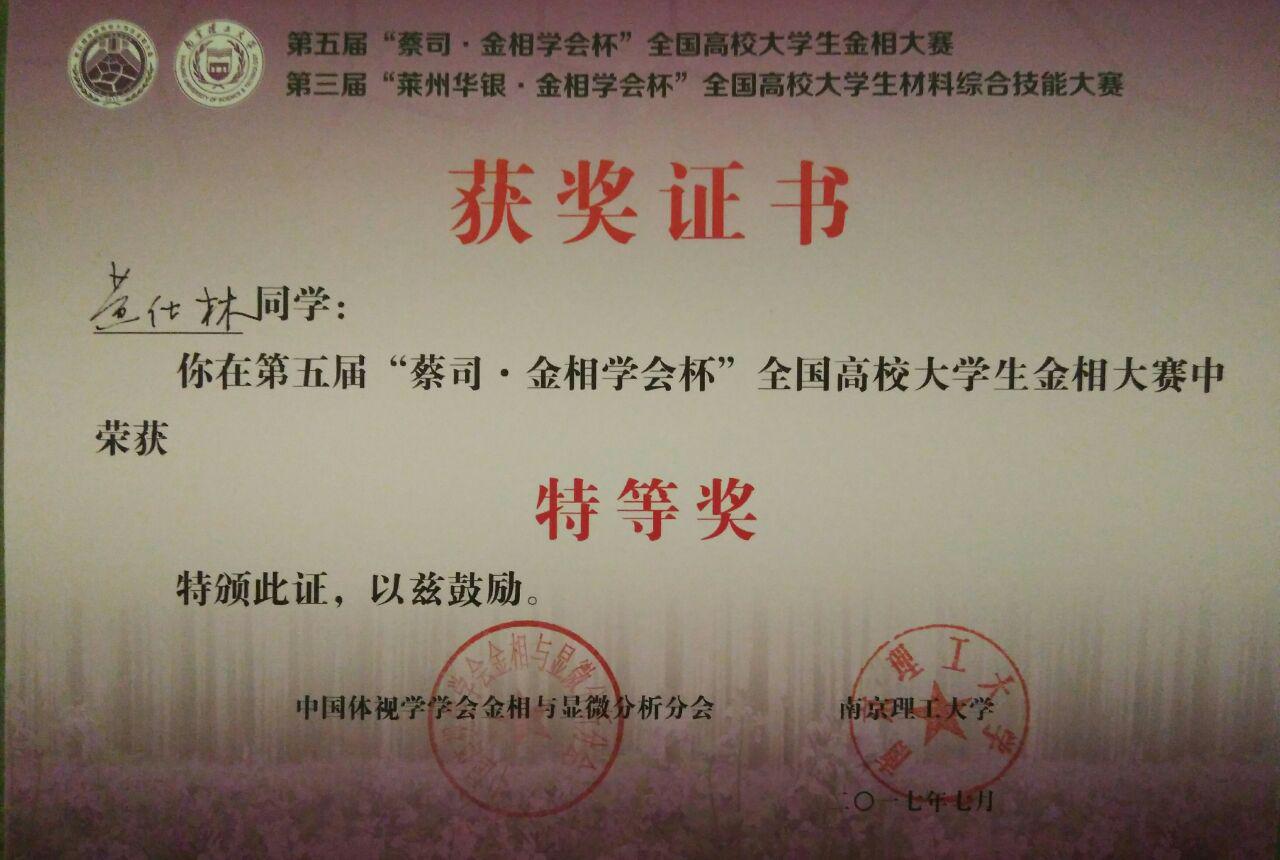 第五届“蔡司·金相学会杯”全国高校大学生金相大赛
第三届“莱州华银·金相学会杯”全国高校大学生材料综合技能大赛
获奖证书
黄仕林同学:
你在第五届“蔡司·金相学会杯”全国高校大学生金相大赛中
荣获
特等奖
特颁此证，以兹鼓励。
中国体视学学会金相与显微分析分会
南京理工大学
二〇一七年七月